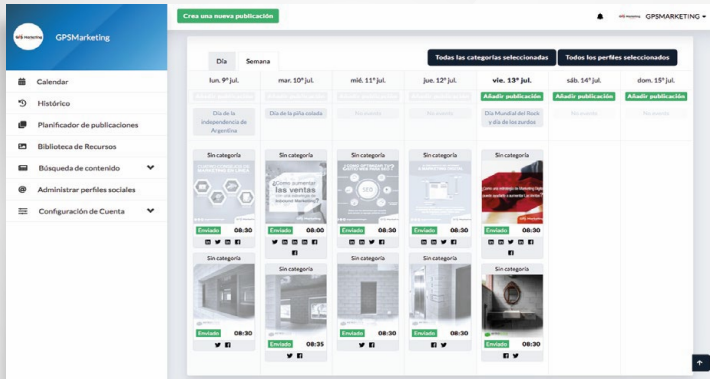 Crea una nueva publicación
GPSMARKETING
GPSMarketing
Calendar
Histórico
Planificador de publicaciones
Biblioteca de Recursos
Búsqueda de contenido
Administrar perfiles sociales
Configuración de Cuenta
Día
Semana
Todas las categorías seleccionadas
Todos los perfiles seleccionados
lun. 9º jul.
mar. 10º jul.
mié. 11º jul.
jue. 12º jul.
vie. 13º jul.
sáb. 14º jul.
dom. 15º jul.
Añadir publicación
Añadir publicación
Añadir publicación
Día de la
independencia de
Argentina
Día de la piña colada
Día Mundial del Rock
y día de los zurdos
Sin categoría
Sin categoría
Sin categoría
Sin categoría
Sin categoría
¿Cómo aumentar
las ventas
Enviado 08:30
Enviado 08:00
Enviado 08:30
Enviado 08:30
Enviado 08:30
Sin categoría
Sin categoría
Sin categoría
Sin categoría
Sin categoría
Enviado 08:30
Enviado 08:35
Enviado 08:30
Enviado 08:30
Enviado 08:30